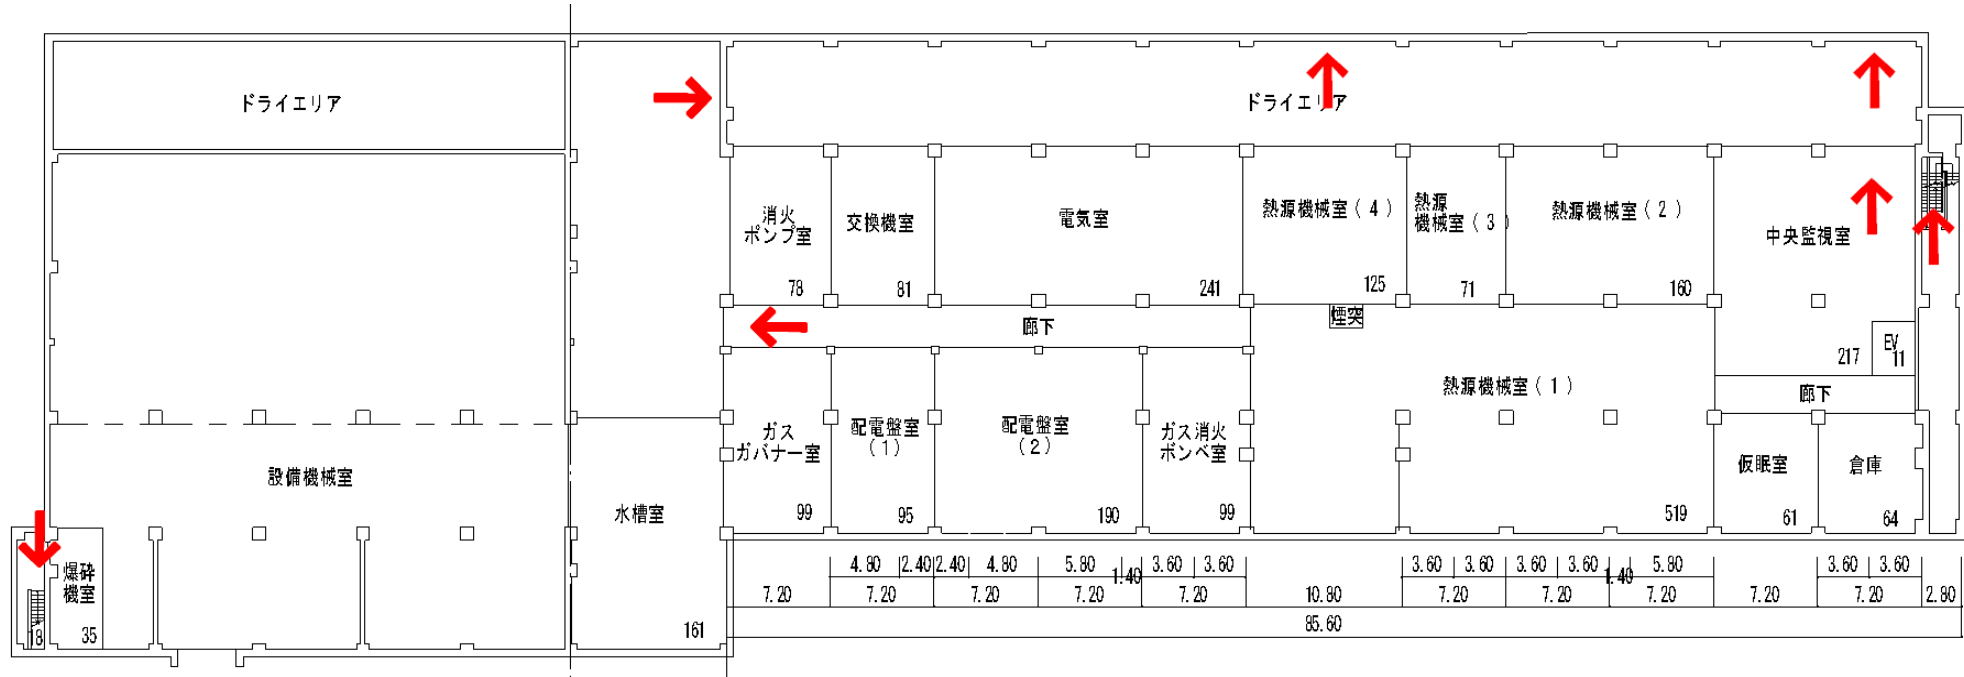 ドライエリア
ドライエリア
消火
ポンプ室
78
交換機室
81
電気室
241
熱源機械室(4)
125
熱源
機械室(3)
71
熱源機械室(2)
160
中央監視室
217
EV
11
廊下
煙突
熱源機械室(1)
519
廊下
ガス
ガバナー室
99
配電盤室
(1)
95
配電盤室
(2)
190
ガス消火
ボンベ室
99
仮眠室
61
倉庫
64
設備機械室
水槽室
161
爆砕
機室
35
18
4.80 2.40 2.40 4.80 5.80 1.40 3.60 3.60 3.60 3.60 3.60 3.60 1.40 5.80 3.60 3.60
7.20 7.20 7.20 7.20 7.20 10.80 7.20 7.20 7.20 7.20 7.20 2.80
85.60